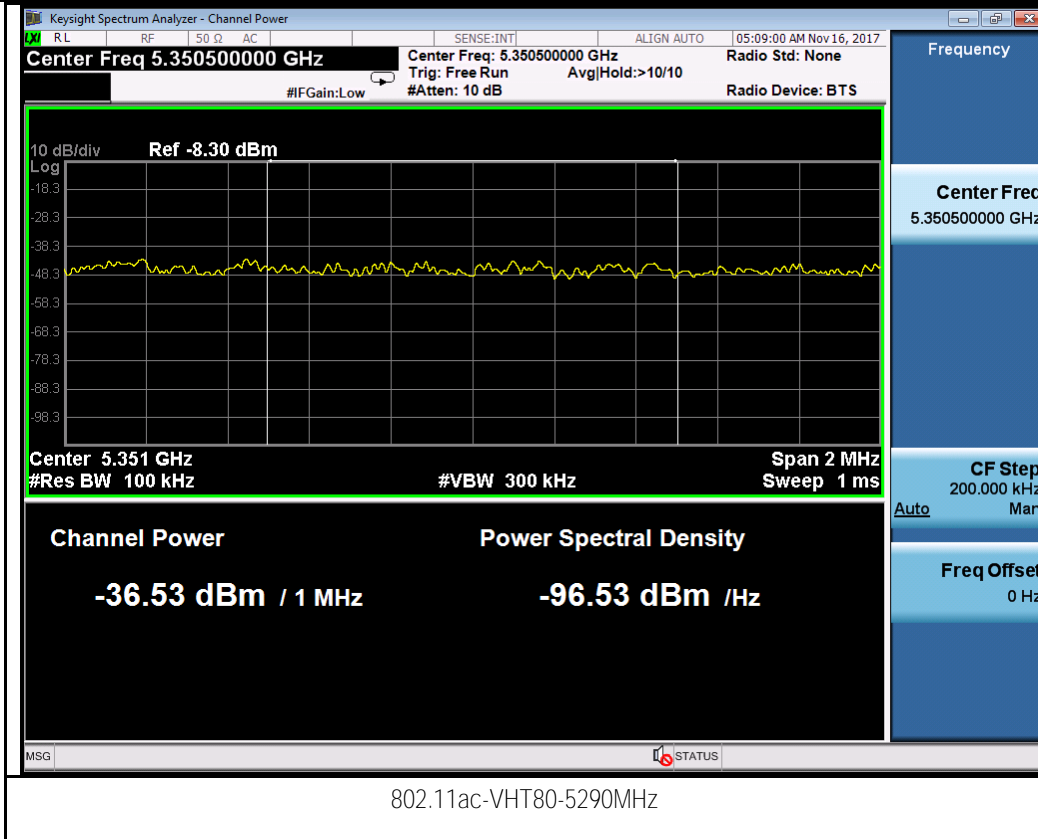 Keysight Spectrum Analyzer - Channel Power
LXI RL RF 50 Ω AC SENSE:INT ALIGN AUTO 05:09:00 AM Nov 16, 2017
Center Freq 5.350500000 GHz
Center Freq: 5.350500000 GHz
Radio Std: None
Trig: Free Run Avg|Hold:>10/10
#IFGain:Low
#Atten: 10 dB
Radio Device: BTS
Frequency
10 dB/div Ref -8.30 dBm
Log
-18.3
-28.3
-38.3
-48.3
-58.3
-68.3
-78.3
-88.3
-98.3
Center 5.351 GHz Span 2 MHz
#Res BW 100 kHz #VBW 300 kHz Sweep 1 ms
Center Freq
5.350500000 GHz
CF Step
200.000 kHz
Auto Man
Freq Offset
0 Hz
Channel Power Power Spectral Density
-36.53 dBm / 1 MHz -96.53 dBm /Hz
MSG STATUS
802.11ac-VHT80-5290MHz